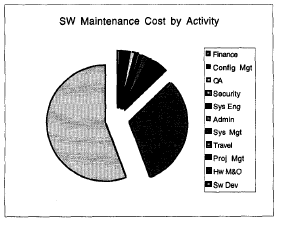 SW Maintenance Cost by Activity
Finance
Config Mgt
QA
Security
Sys Eng
Admin
Sys Mgt
Travel
Proj Mgt
Hw M&O
Sw Dev